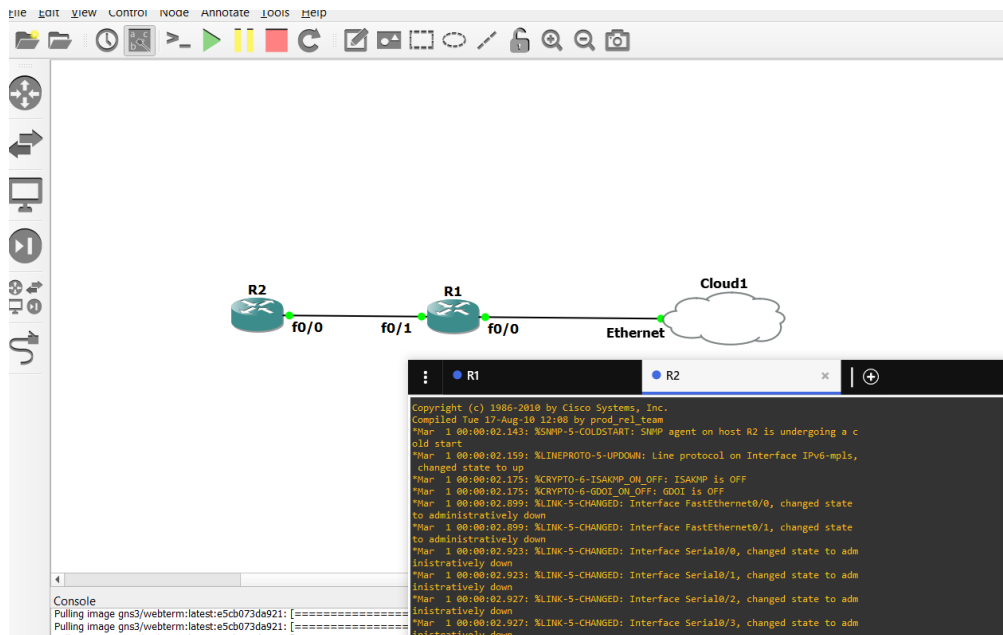 File Edit View Control Node Annotate Tools Help
R2
R1
Cloud1
f0/0
f0/1
f0/0
Ethernet
R1
R2
Copyright (c) 1986-2010 by Cisco Systems, Inc.
Compiled Tue 17-Aug-10 12:08 by prod_rel_team
*Mar  1 00:00:02.143: %SNMP-5-COLDSTART: SNMP agent on host R2 is undergoing a c
old start
*Mar  1 00:00:02.159: %LINEPROTO-5-UPDOWN: Line protocol on Interface IPv6-mpls,
changed state to up
*Mar  1 00:00:02.175: %CRYPTO-6-ISAKMP_ON_OFF: ISAKMP is OFF
*Mar  1 00:00:02.175: %CRYPTO-6-GDOI_ON_OFF: GDOI is OFF
*Mar  1 00:00:02.899: %LINK-5-CHANGED: Interface FastEthernet0/0, changed state
to administratively down
*Mar  1 00:00:02.899: %LINK-5-CHANGED: Interface FastEthernet0/1, changed state
to administratively down
*Mar  1 00:00:02.923: %LINK-5-CHANGED: Interface Serial0/0, changed state to adm
inistratively down
*Mar  1 00:00:02.923: %LINK-5-CHANGED: Interface Serial0/1, changed state to adm
inistratively down
*Mar  1 00:00:02.927: %LINK-5-CHANGED: Interface Serial0/2, changed state to adm
inistratively down
*Mar  1 00:00:02.927: %LINK-5-CHANGED: Interface Serial0/3, changed state to adm
inistratively down
Console
Pulling image gns3/webterm:latest:e5cb073da921: [==================
Pulling image gns3/webterm:latest:e5cb073da921: [==================